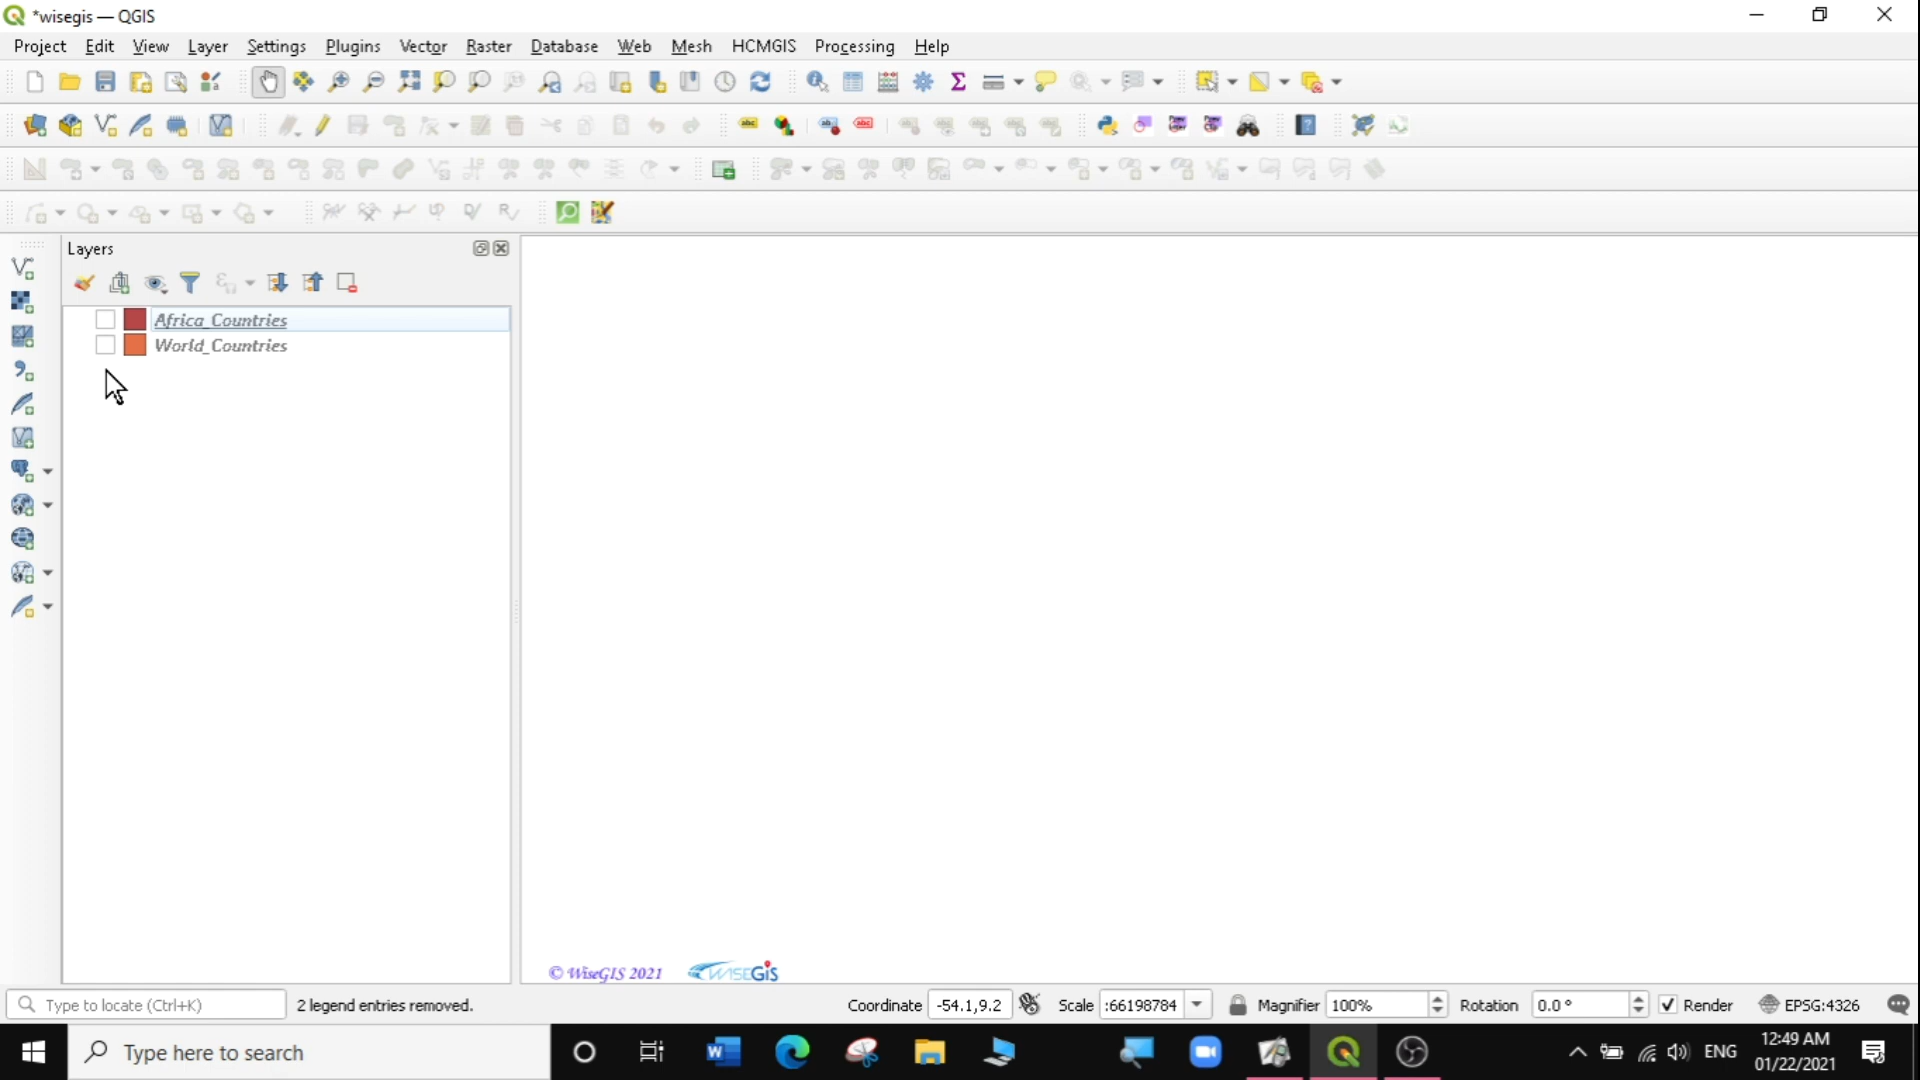 *wisegis — QGIS
Project Edit View Layer Settings Plugins Vector Raster Database Web Mesh HCMGIS Processing Help
Layers
Africa_Countries
World_Countries
© WiseGIS 2021 WISEGIS
Type to locate (Ctrl+K) 2 legend entries removed. Coordinate -54.1,9.2 Scale :66198784 Magnifier 100% Rotation 0.0 ° Render EPSG:4326
Type here to search ENG 12:49 AM
01/22/2021